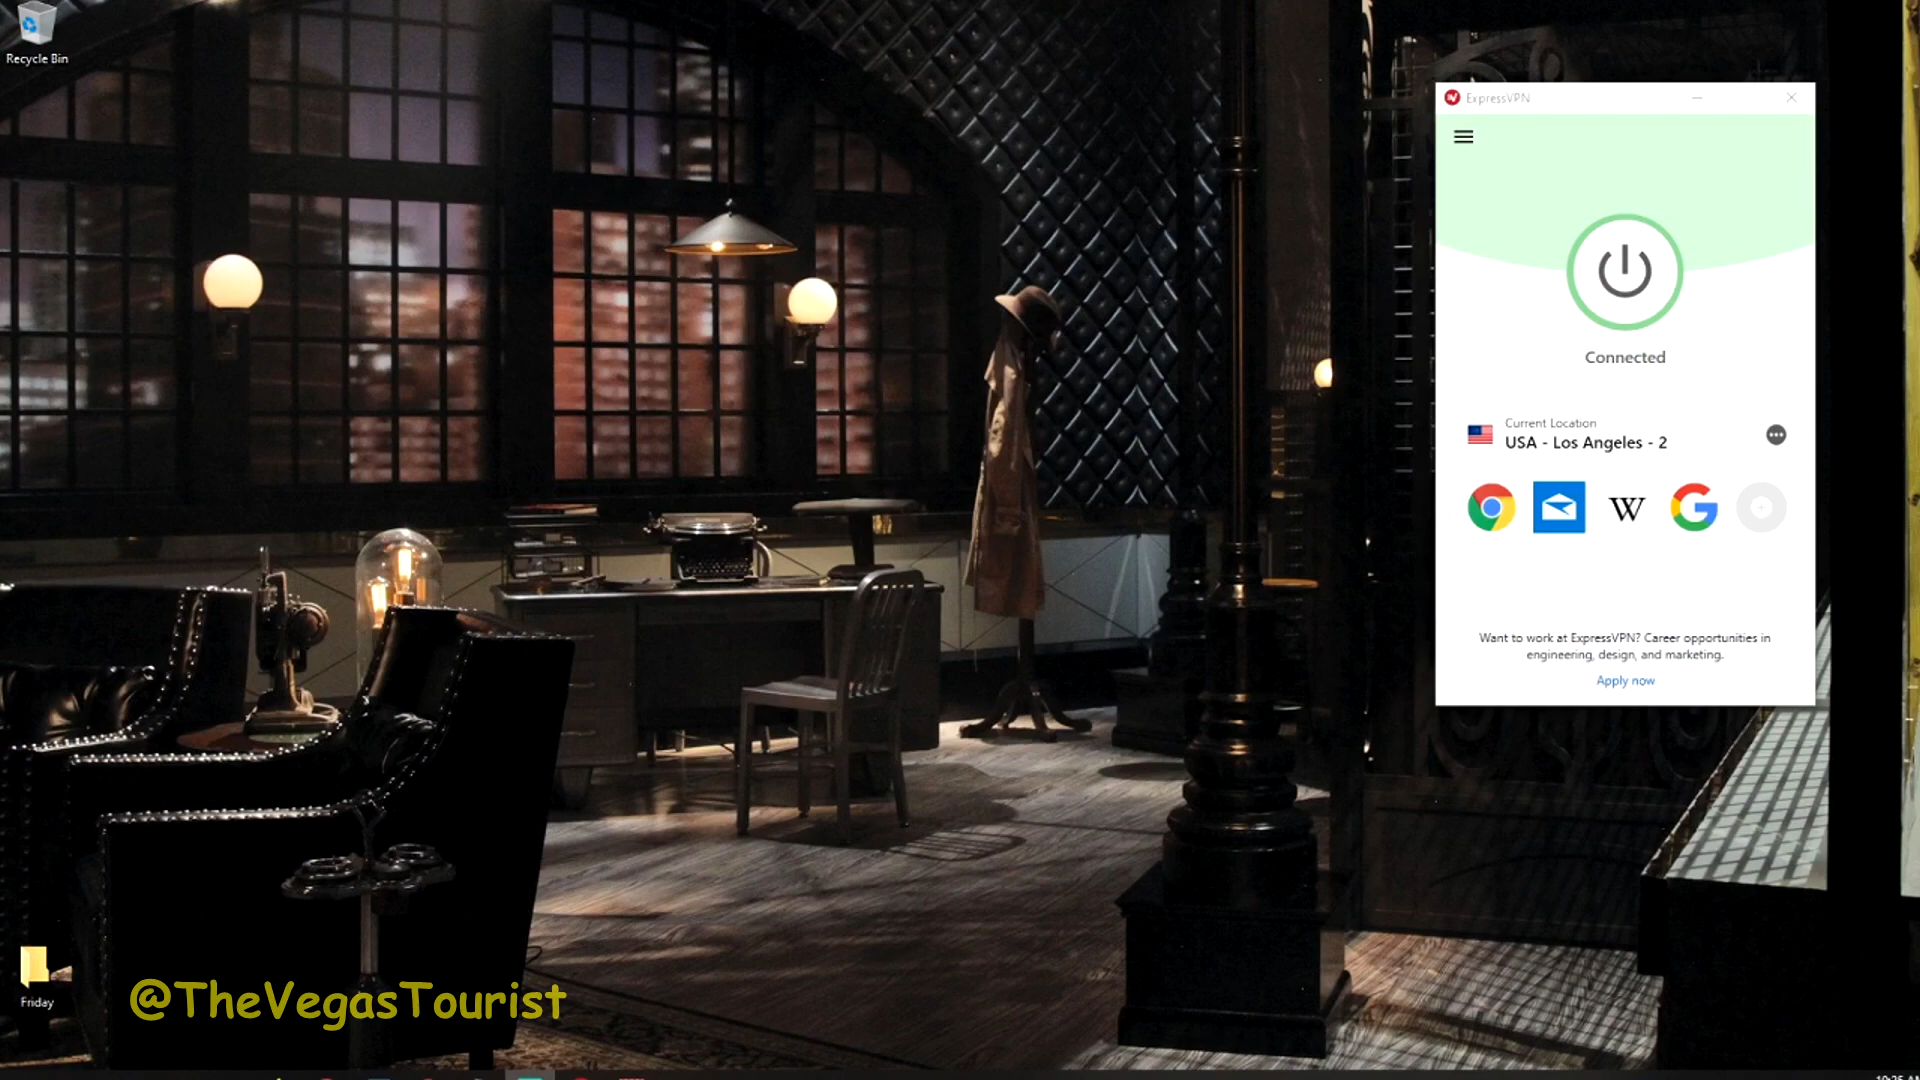 Recycle Bin
ExpressVPN
Connected
Current Location
USA - Los Angeles - 2
W
Want to work at ExpressVPN? Career opportunities in
engineering, design, and marketing.
Apply now
Friday
@TheVegasTourist